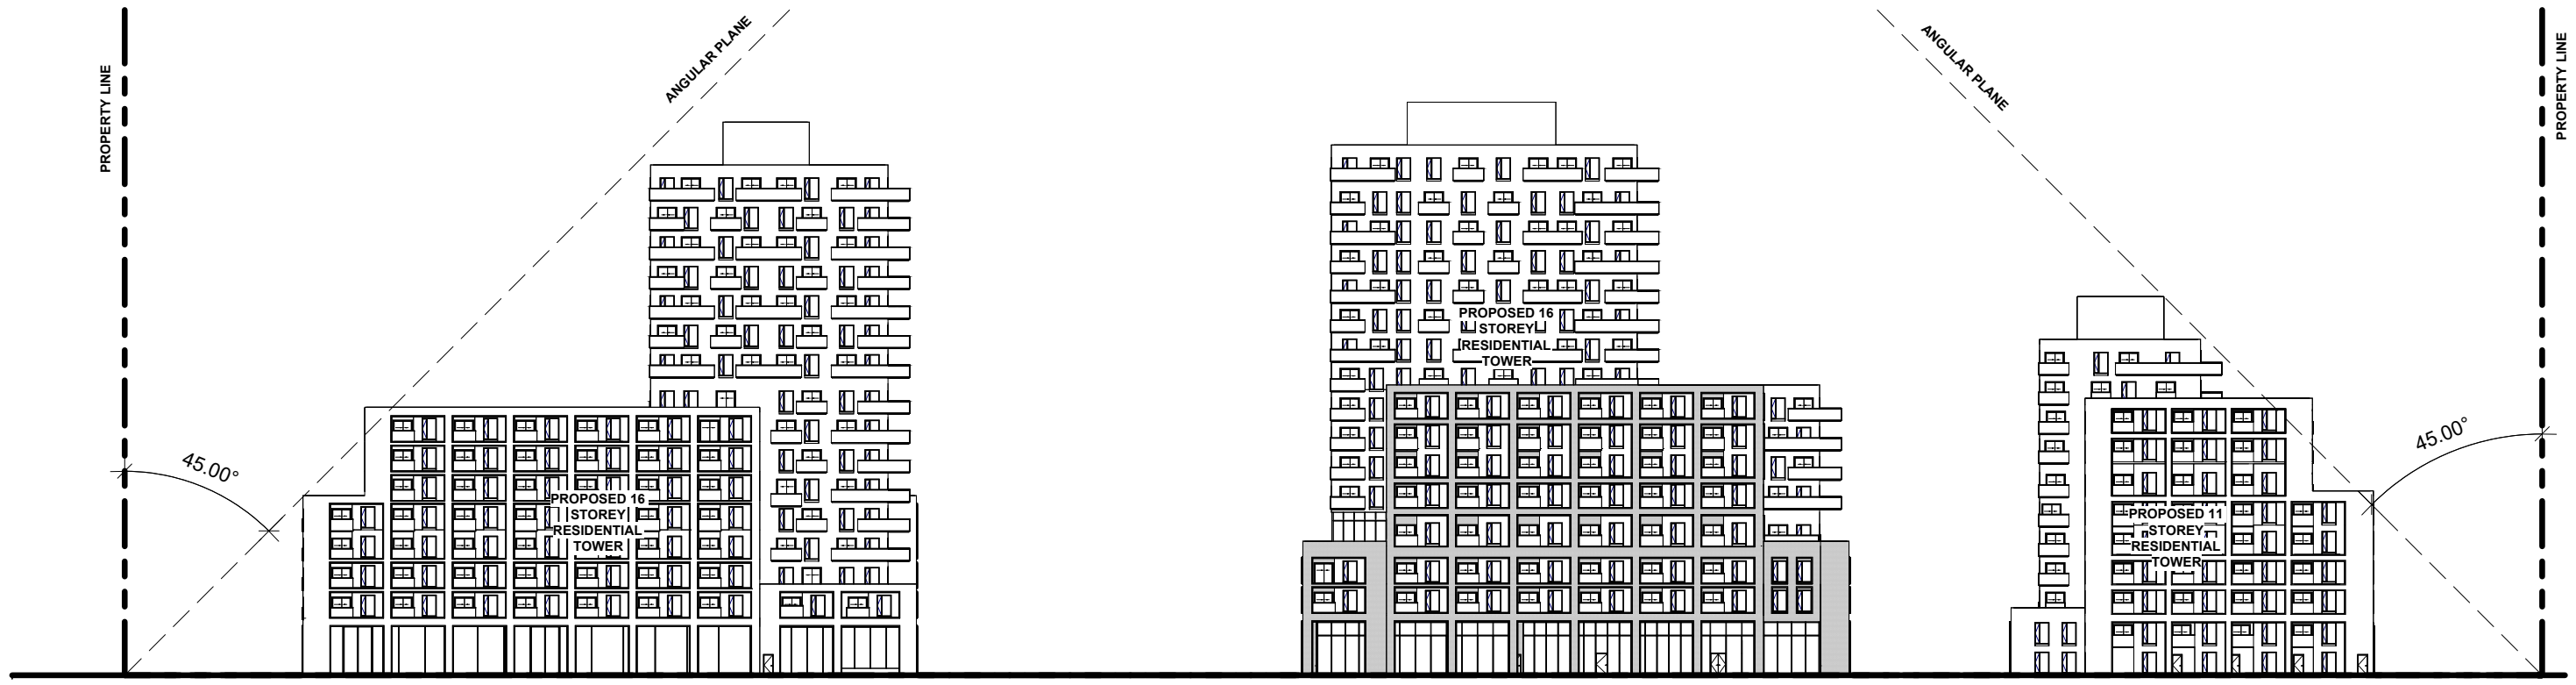 PROPERTY LINE
ANGULAR PLANE
45.00°
PROPOSED 16
STOREY
RESIDENTIAL
TOWER
PROPOSED 16
STOREY
RESIDENTIAL
TOWER
ANGULAR PLANE
PROPOSED 11
STOREY
RESIDENTIAL
TOWER
45.00°
PROPERTY LINE